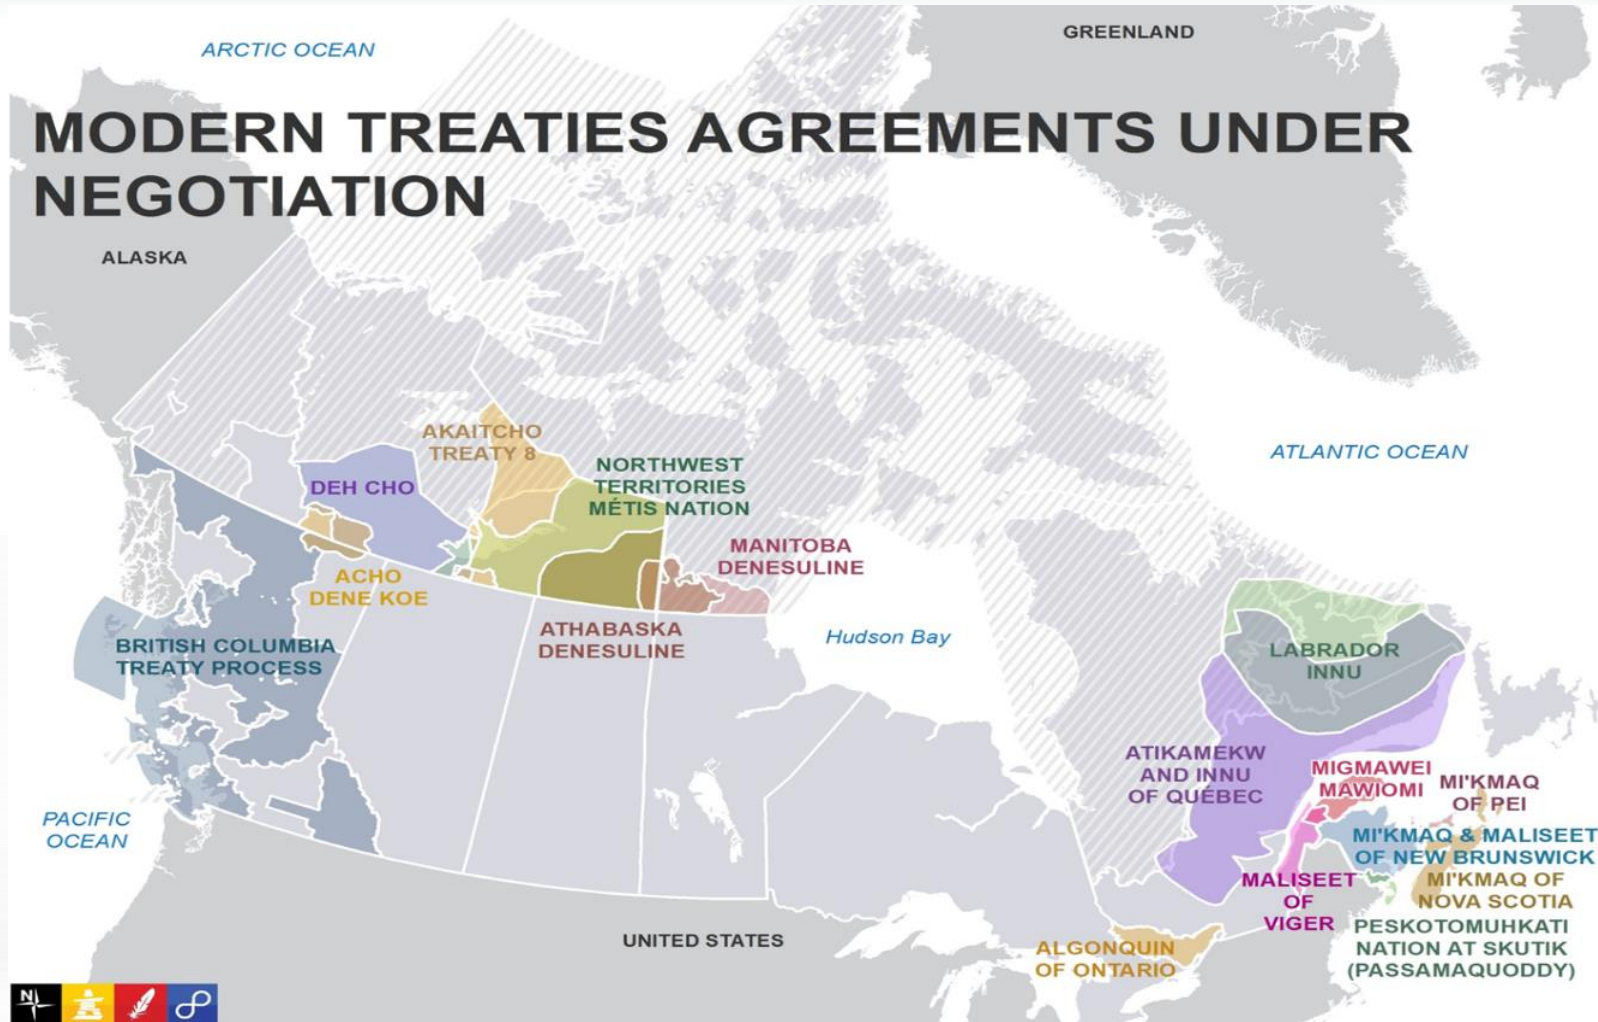 ARCTIC OCEAN
GREENLAND
MODERN TREATIES AGREEMENTS UNDER
NEGOTIATION
ALASKA
AKAITCHO
TREATY 8
DEH CHO
NORTHWEST
TERRITORIES
MÉTIS NATION
ATLANTIC OCEAN
MANITOBA
DENESULINE
ACHO
DENE KOE
ATHABASKA
DENESULINE
Hudson Bay
BRITISH COLUMBIA
TREATY PROCESS
LABRADOR
INNU
ATIKAMEKW
AND INNU
OF QUÉBEC
MIGMAWEI
MAWIOMI
MI'KMAQ
OF PEI
PACIFIC
OCEAN
MI'KMAQ & MALISEET
OF NEW BRUNSWICK
MALISEET
OF
VIGER
MI'KMAQ OF
NOVA SCOTIA
PESKOTOMUHKATI
NATION AT SKUTIK
(PASSAMAQUODDY)
UNITED STATES
ALGONQUIN
OF ONTARIO
N